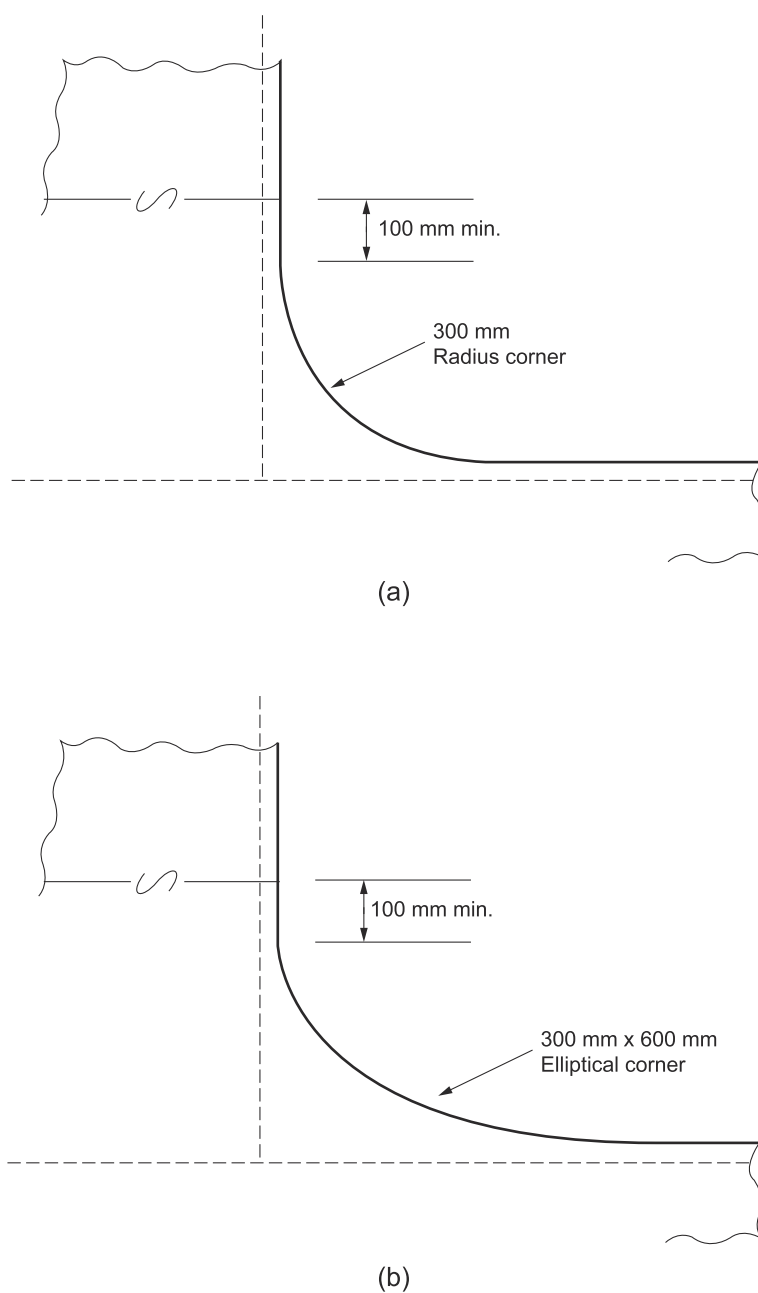 100 mm min.
300 mm
Radius corner
(a)
100 mm min.
300 mm x 600 mm
Elliptical corner
(b)